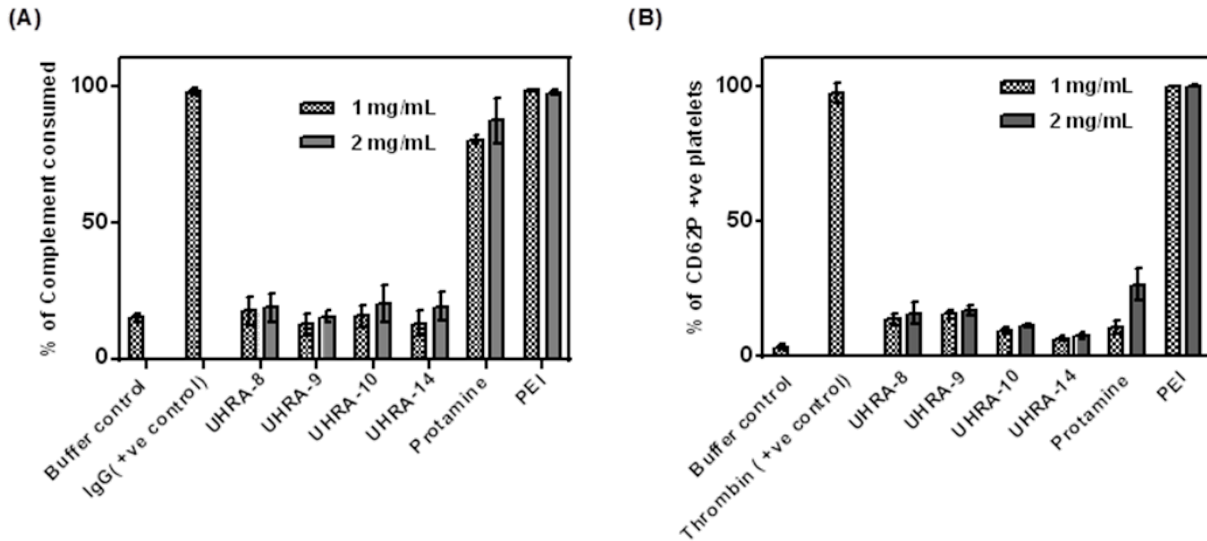 (A)
% of Complement consumed
100
50
0
1 mg/mL
2 mg/mL
Buffer control
IgG( +ve control)
UHRA-8
UHRA-9
UHRA-10
UHRA-14
Protamine
PEI
(B)
% of CD62P +ve platelets
100
50
0
1 mg/mL
2 mg/mL
Buffer control
Thrombin ( +ve control)
UHRA-8
UHRA-9
UHRA-10
UHRA-14
Protamine
PEI